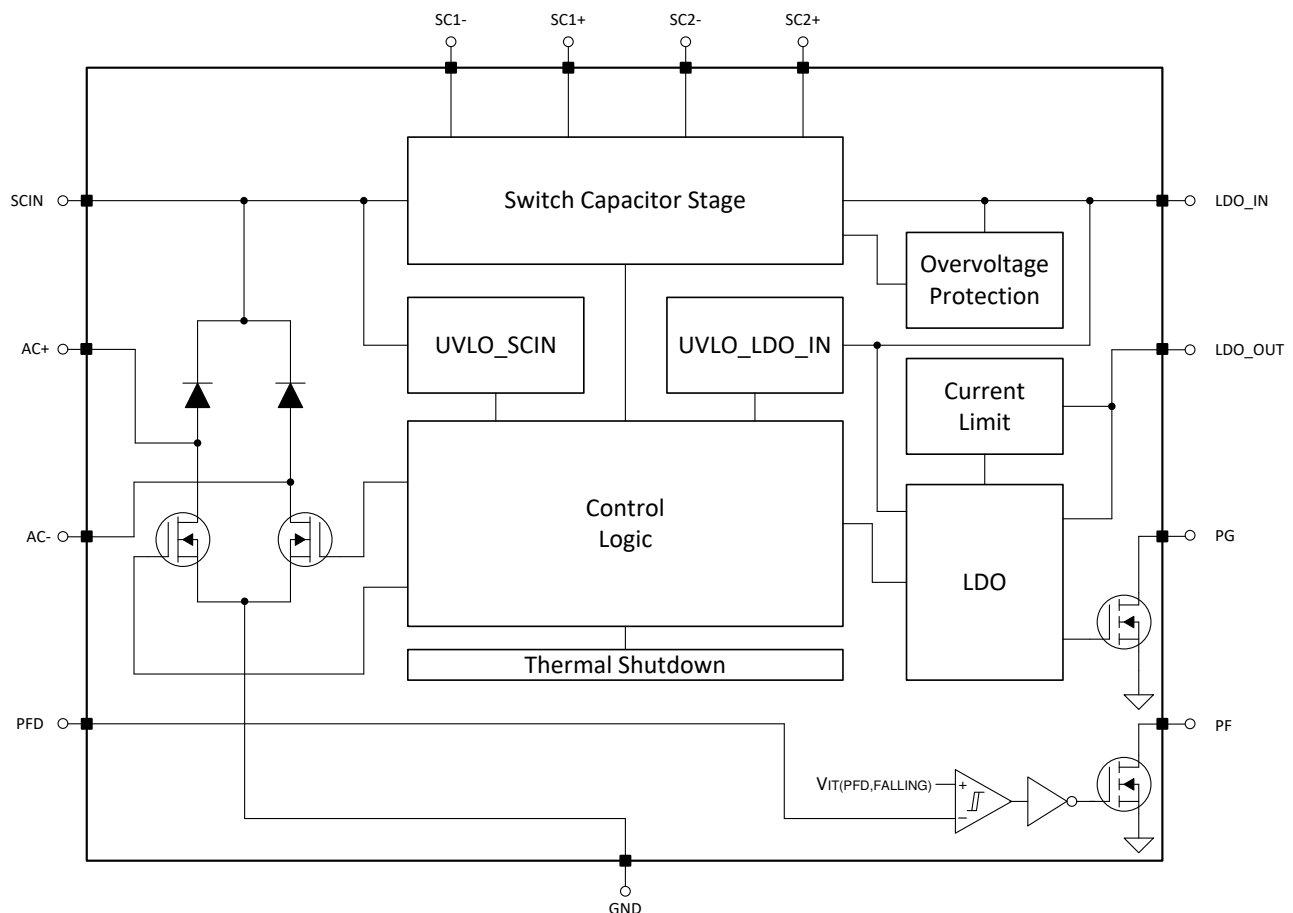 SC1-
SC1+
SC2-
SC2+
SCIN
Switch Capacitor Stage
LDO_IN
Overvoltage
Protection
AC+
UVLO_SCIN
UVLO_LDO_IN
LDO_OUT
Current
Limit
AC-
Control
Logic
PG
LDO
Thermal Shutdown
PFD
PF
VIT(PFD,FALLING)
+
−
GND